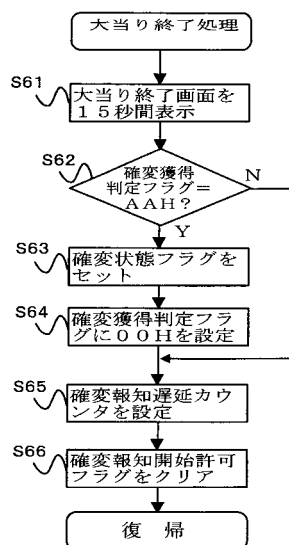 大当り終了処理
S61
大当り終了画面を
15秒間表示
S62
確変獲得
判定フラグ=
AAH?
N
Y
S63
確変状態フラグを
セット
S64
確変獲得判定フラ
グに00Hを設定
S65
確変報知遅延カウ
ンタを設定
S66
確変報知開始許可
フラグをクリア
復帰